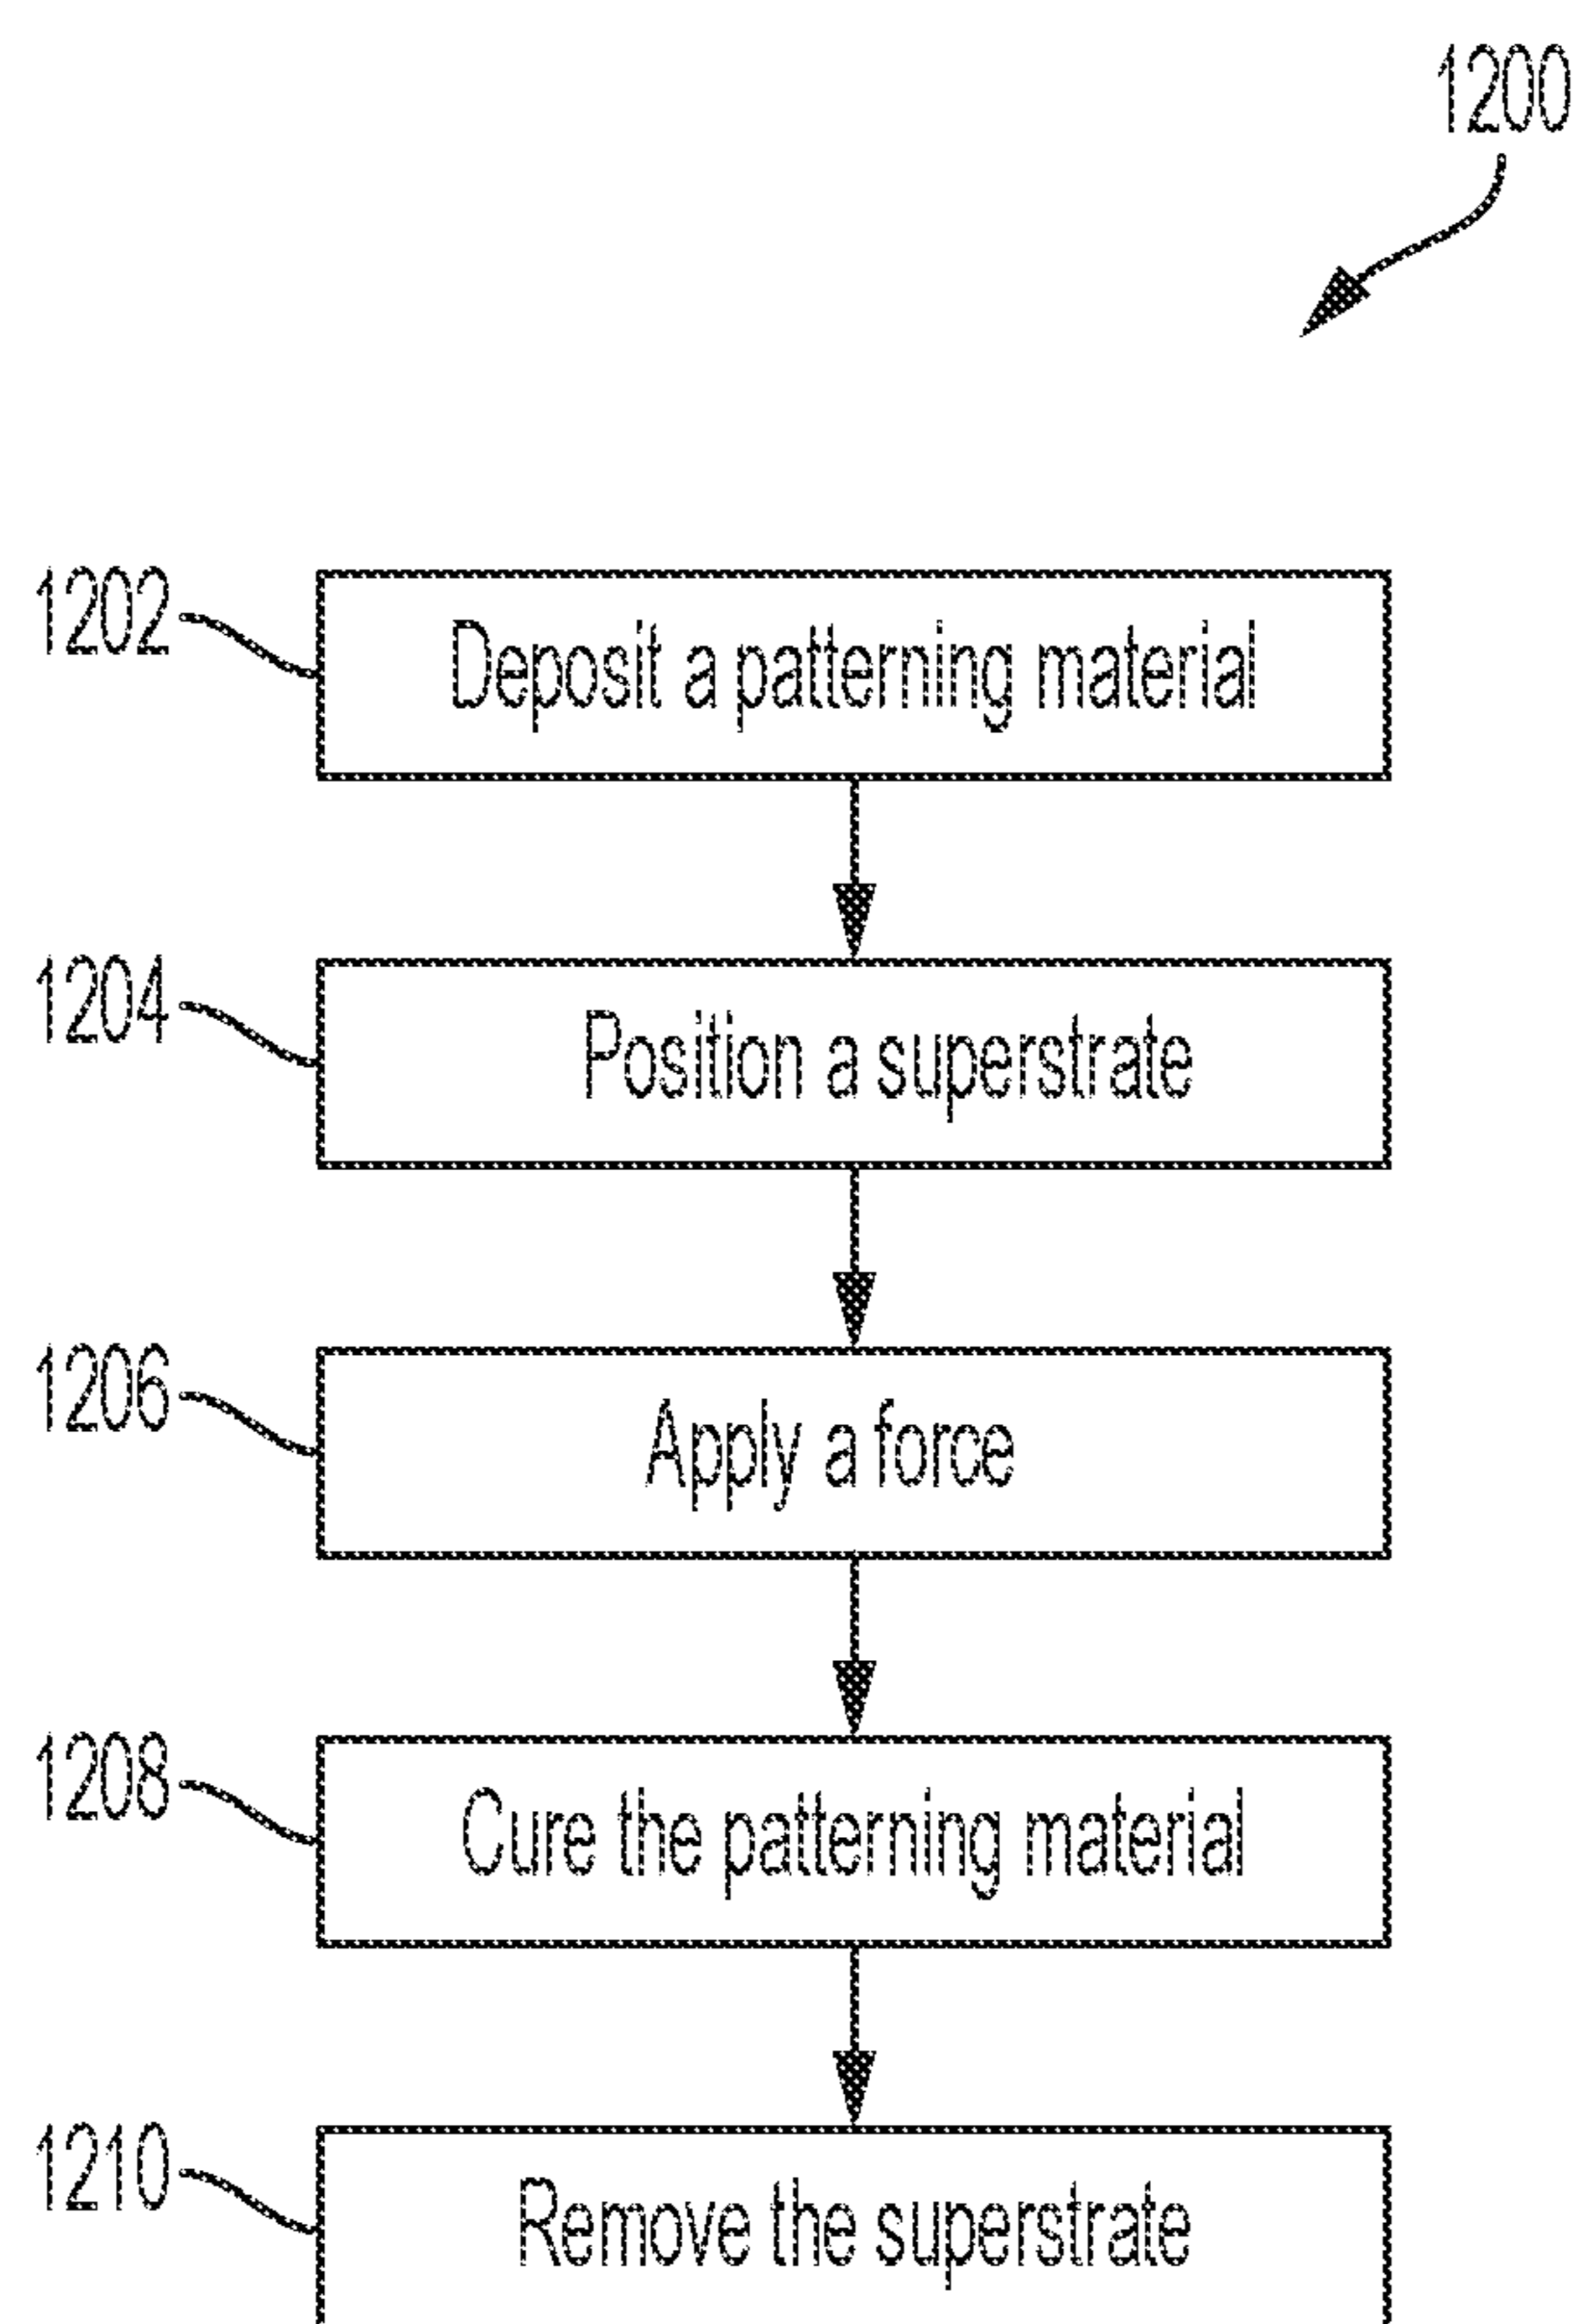 1200
1202
Deposit a patterning material
1204
Position a superstrate
1206
Apply a force
1208
Cure the patterning material
1210
Remove the superstrate